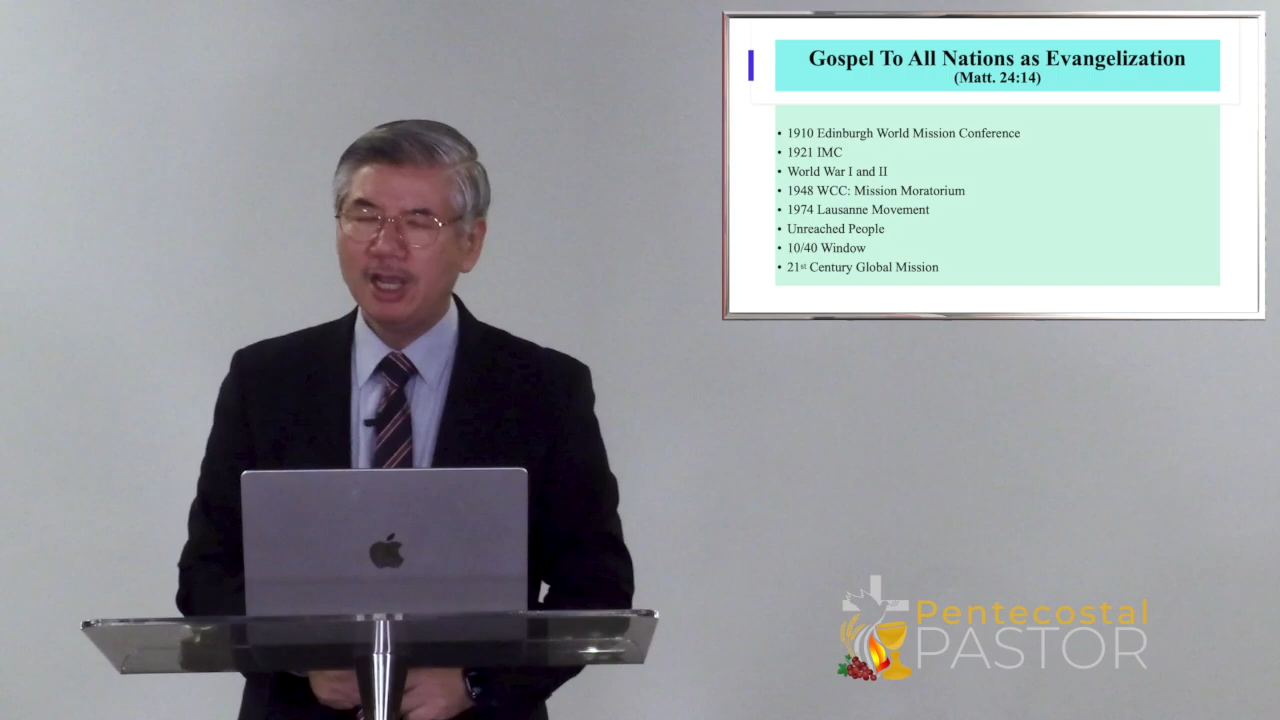 Gospel To All Nations as Evangelization
(Matt. 24:14)
• 1910 Edinburgh World Mission Conference
• 1921 IMC
• World War I and II
• 1948 WCC: Mission Moratorium
• 1974 Lausanne Movement
• Unreached People
• 10/40 Window
• 21st Century Global Mission
Pentecostal
PASTOR